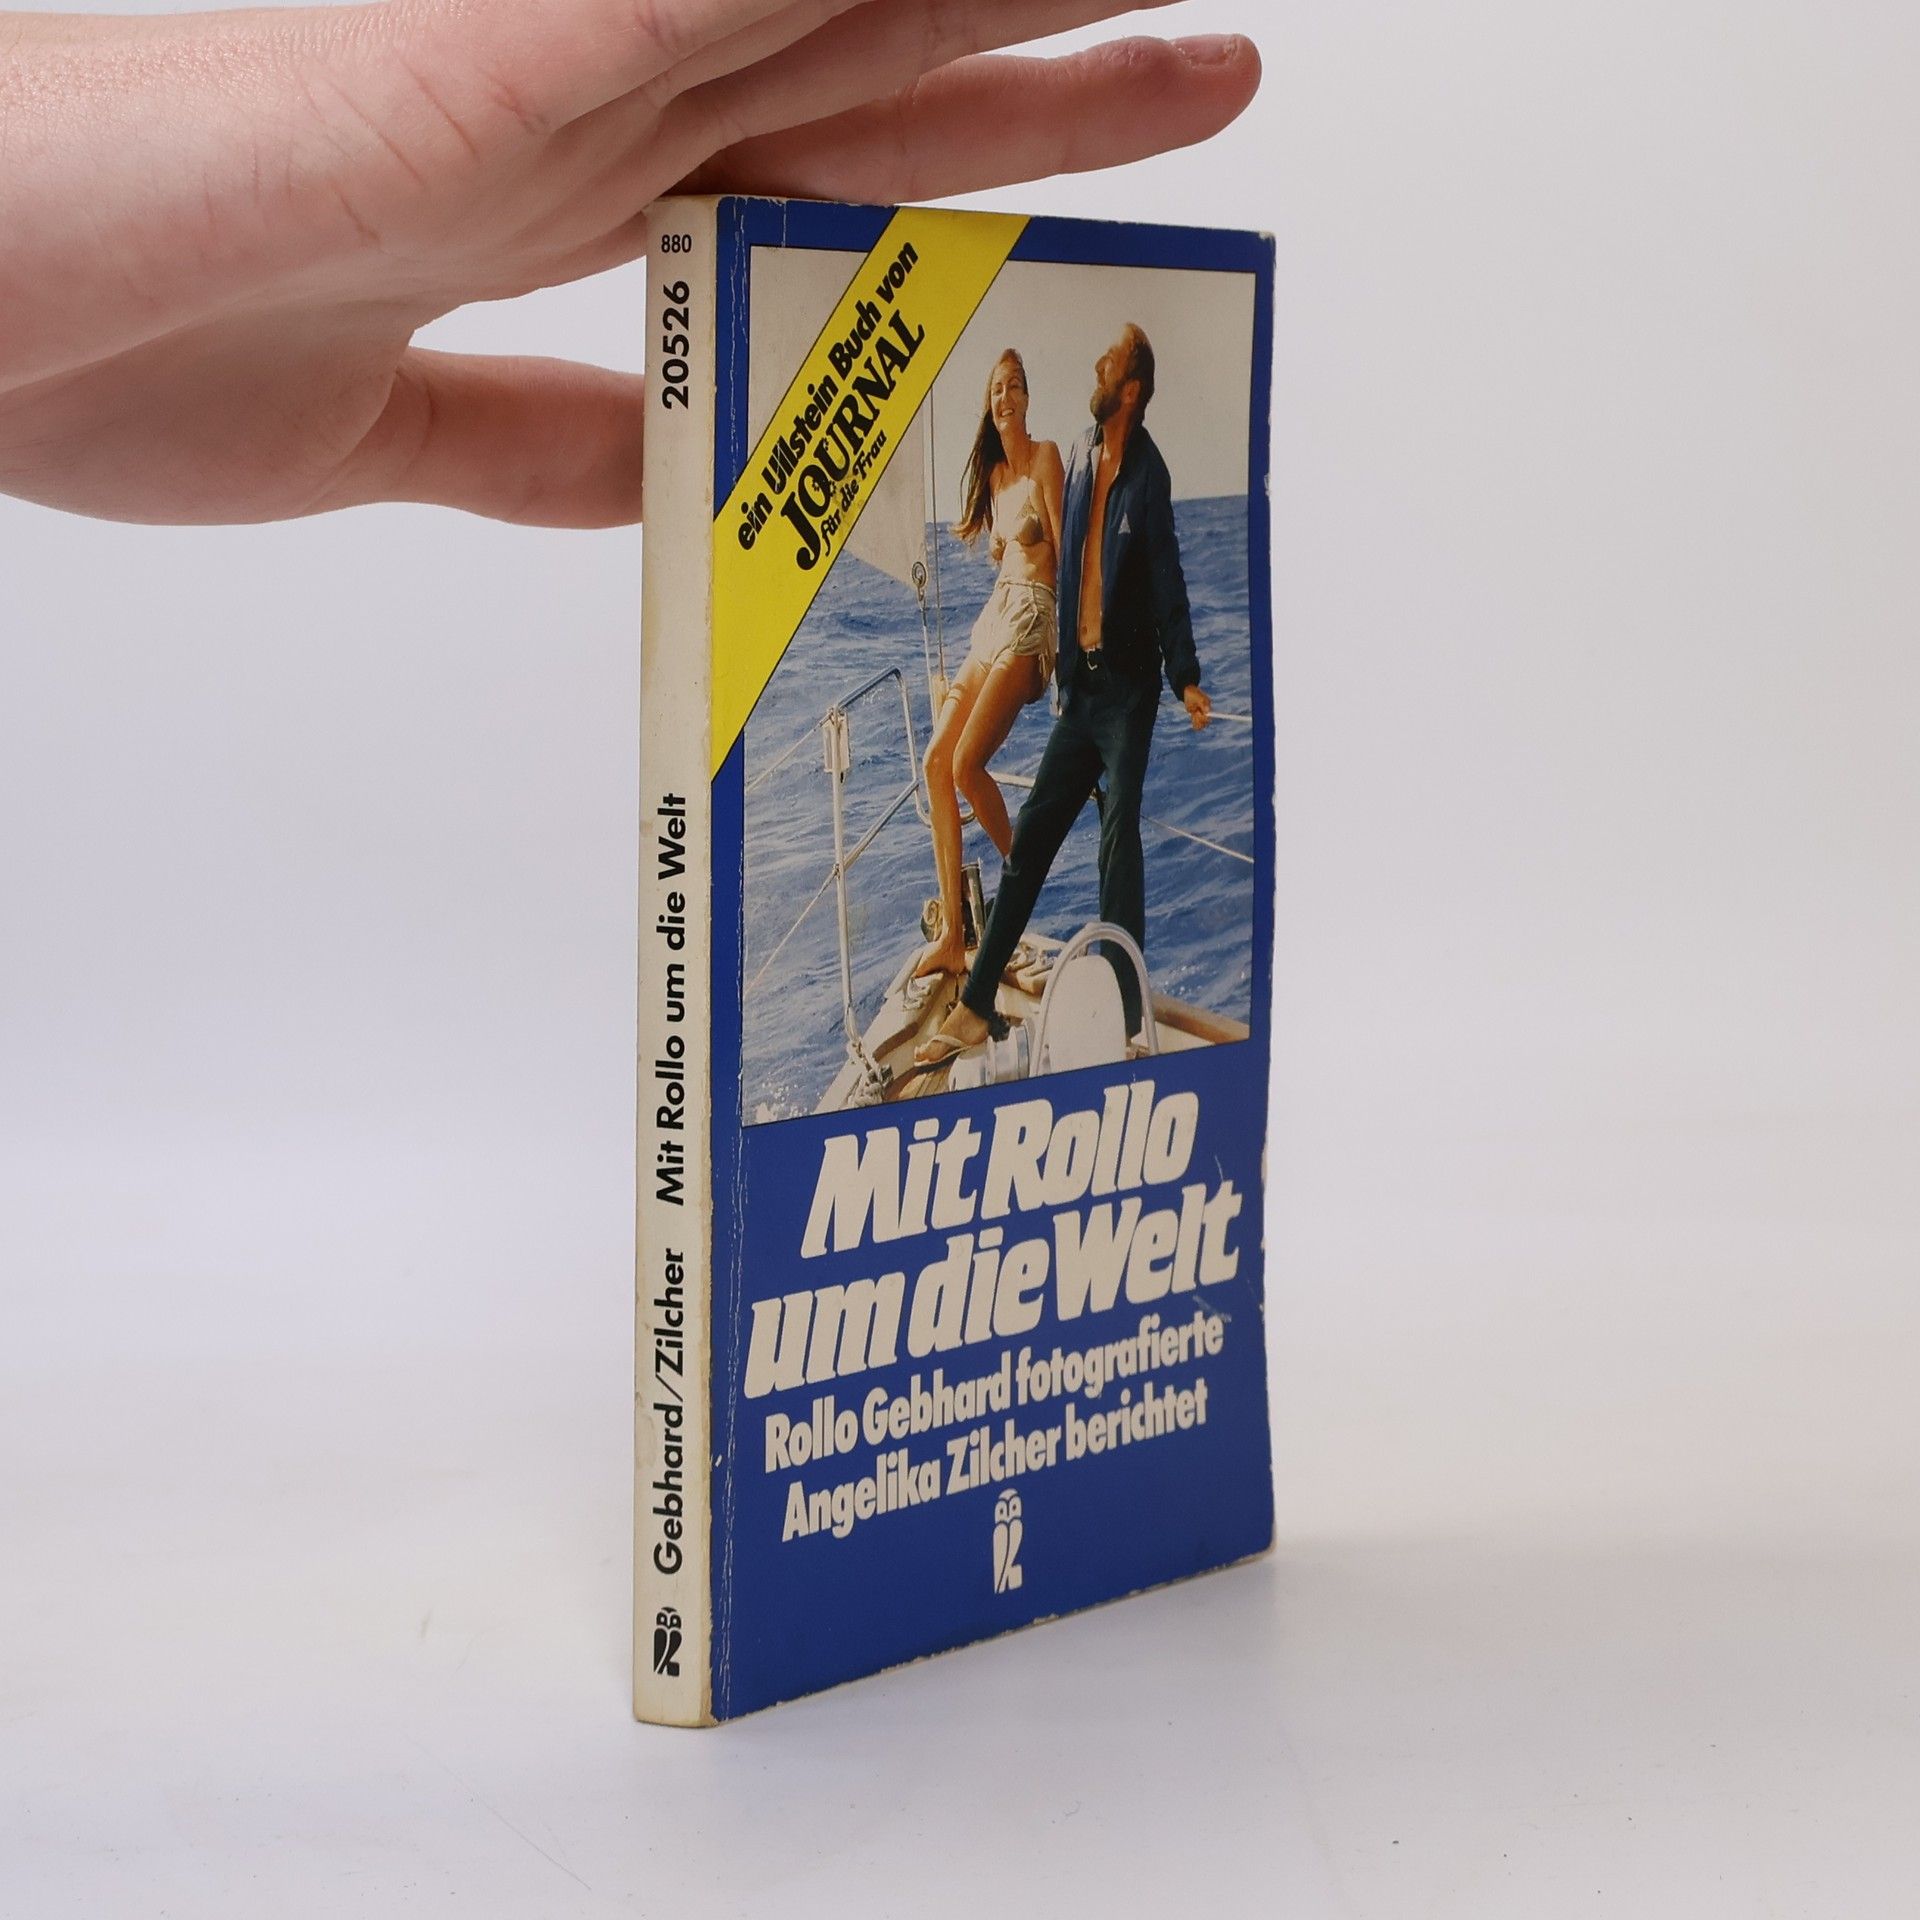 880
20526
Gebhard/Zilcher Mit Rollo um die Welt
ein Ullstein Buch von
JOURNAL
für die Frau
Mit Rollo
um die Welt
Rollo Gebhard fotografierte
Angelika Zilcher berichtet